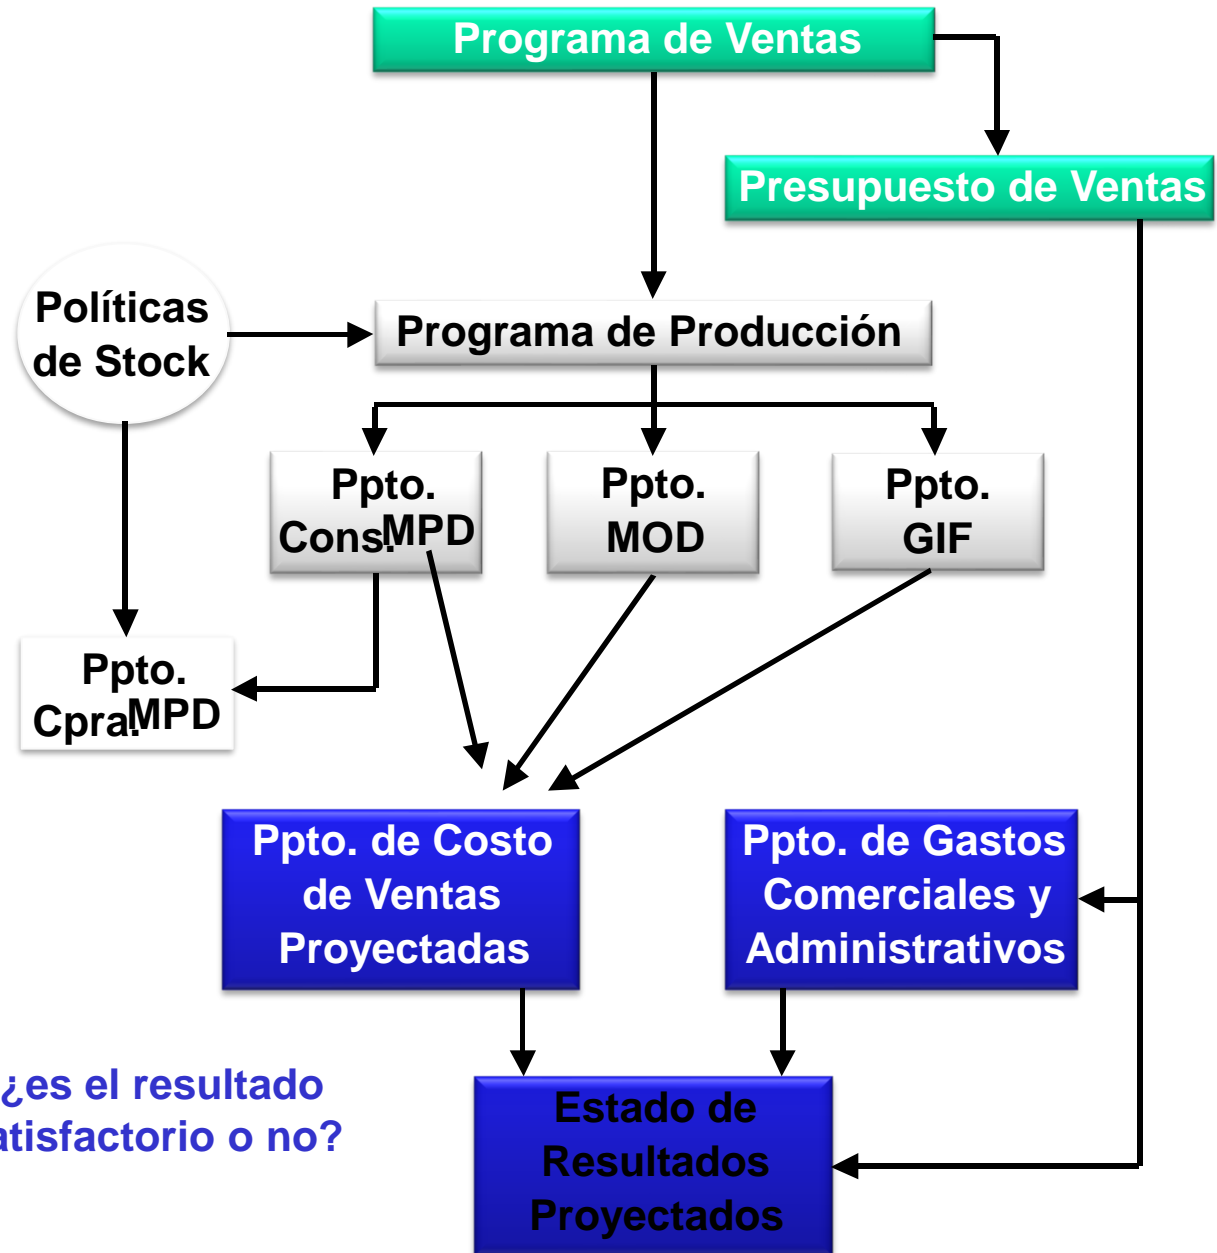 Programa de Ventas
Presupuesto de Ventas
Políticas
de Stock
Programa de Producción
Ppto.
Cons.MPD
Ppto.
MOD
Ppto.
GIF
Ppto.
Cpra.MPD
Ppto. de Costo
de Ventas
Proyectadas
Ppto. de Gastos
Comerciales y
Administrativos
¿es el resultado
atisfactorio o no?
Estado de
Resultados
Proyectados